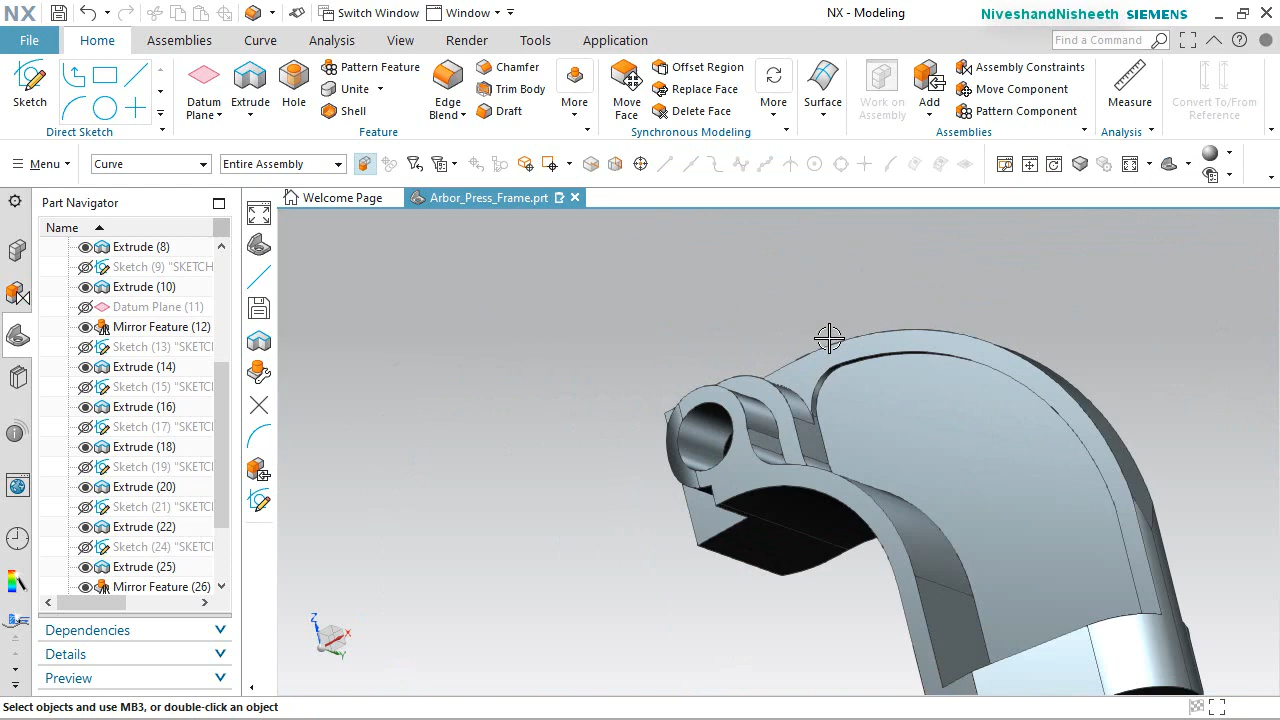 NX Switch Window Window NX - Modeling NiveshandNisheeth SIEMENS
File Home Assemblies Curve Analysis View Render Tools Application Find a Command
Sketch
Direct Sketch
Datum Plane
Extrude
Hole
Pattern Feature
Unite
Shell
Edge Blend
Chamfer
Trim Body
Draft
More
Feature
Move Face
Offset Region
Replace Face
Delete Face
More
Synchronous Modeling
Surface
Work on Assembly
Add
Assembly Constraints
Move Component
Pattern Component
Assemblies
Measure
Analysis
Convert To/From Reference
Menu Curve Entire Assembly
Part Navigator
Welcome Page Arbor_Press_Frame.prt
Name
Extrude (8)
Sketch (9) "SKETCH
Extrude (10)
Datum Plane (11)
Mirror Feature (12)
Sketch (13) "SKETCI
Extrude (14)
Sketch (15) "SKETCI
Extrude (16)
Sketch (17) "SKETCI
Extrude (18)
Sketch (19) "SKETCI
Extrude (20)
Sketch (21) "SKETCI
Extrude (22)
Sketch (24) "SKETCI
Extrude (25)
Mirror Feature (26)
Dependencies
Details
Preview
Z
X
Y
Select objects and use MB3, or double-click an object